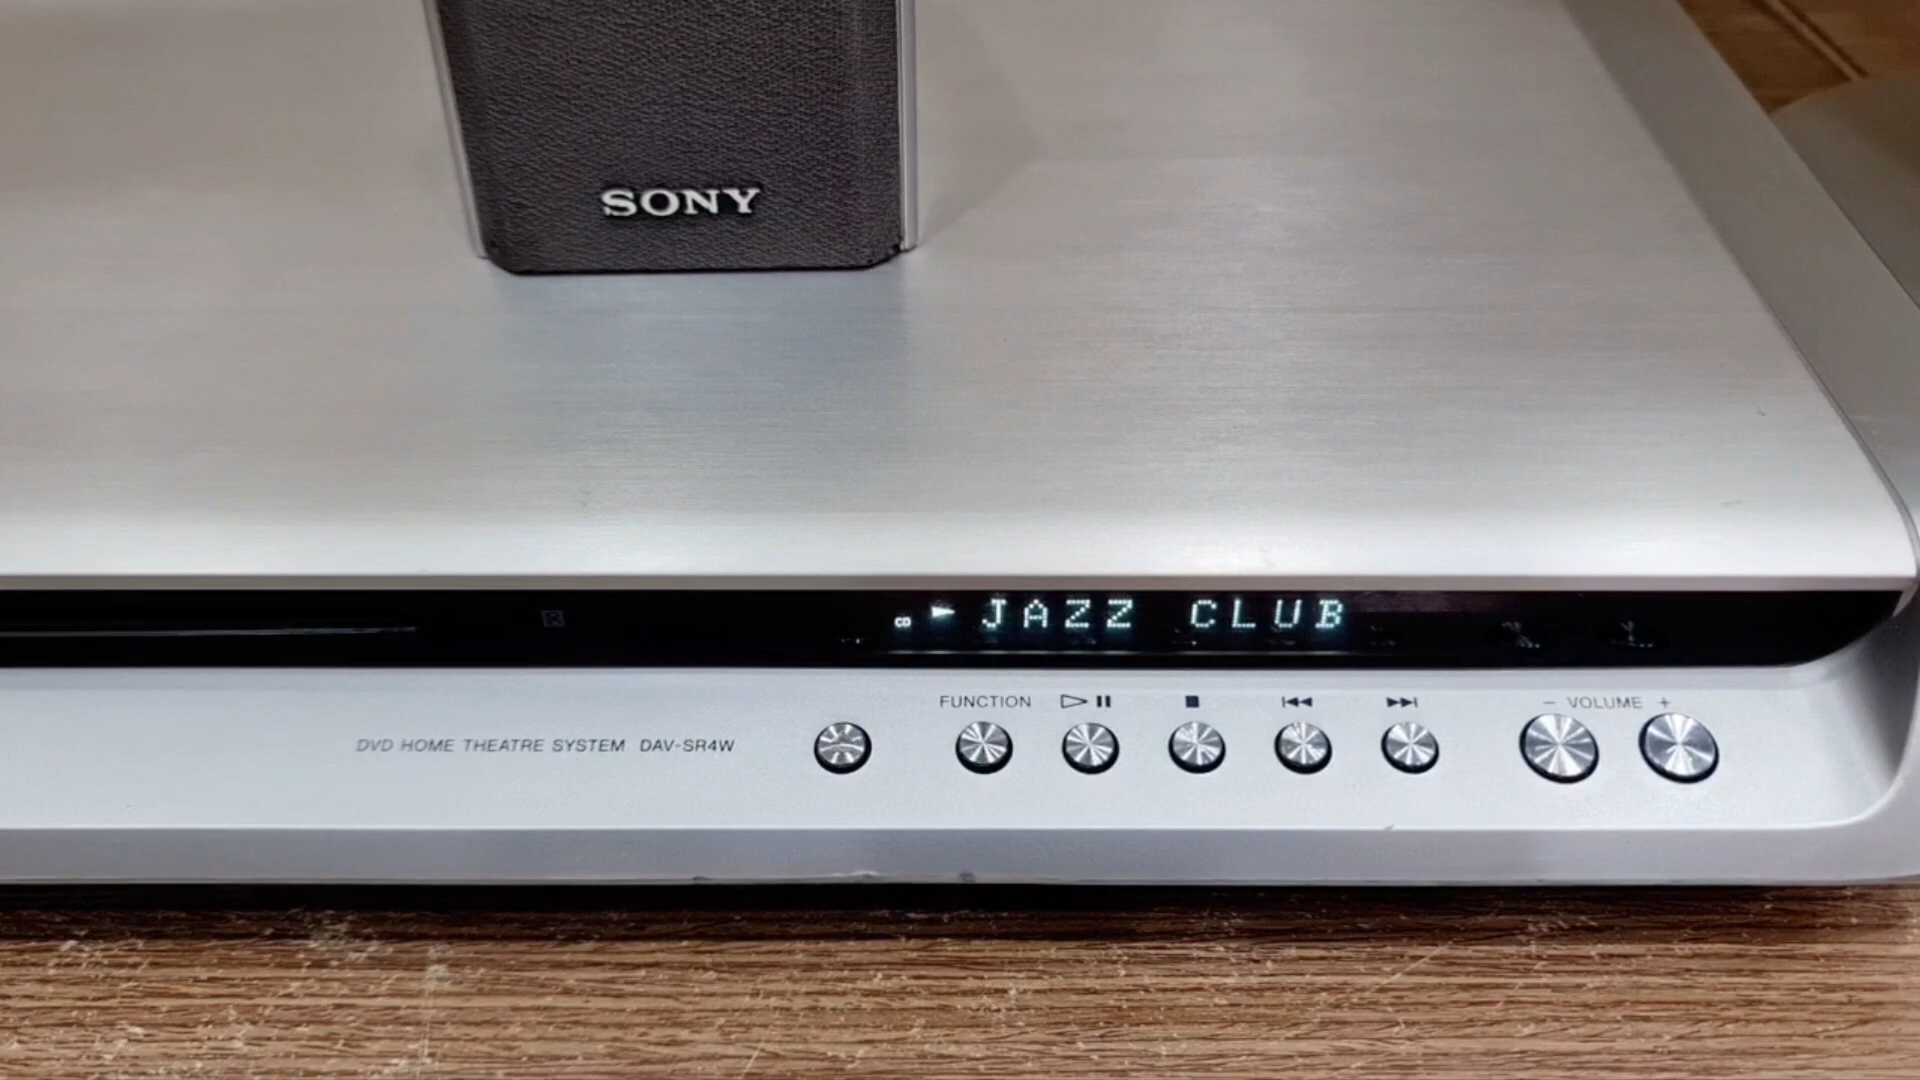 SONY
CD JAZZ CLUB
FUNCTION
− VOLUME +
DVD HOME THEATRE SYSTEM DAV-SR4W